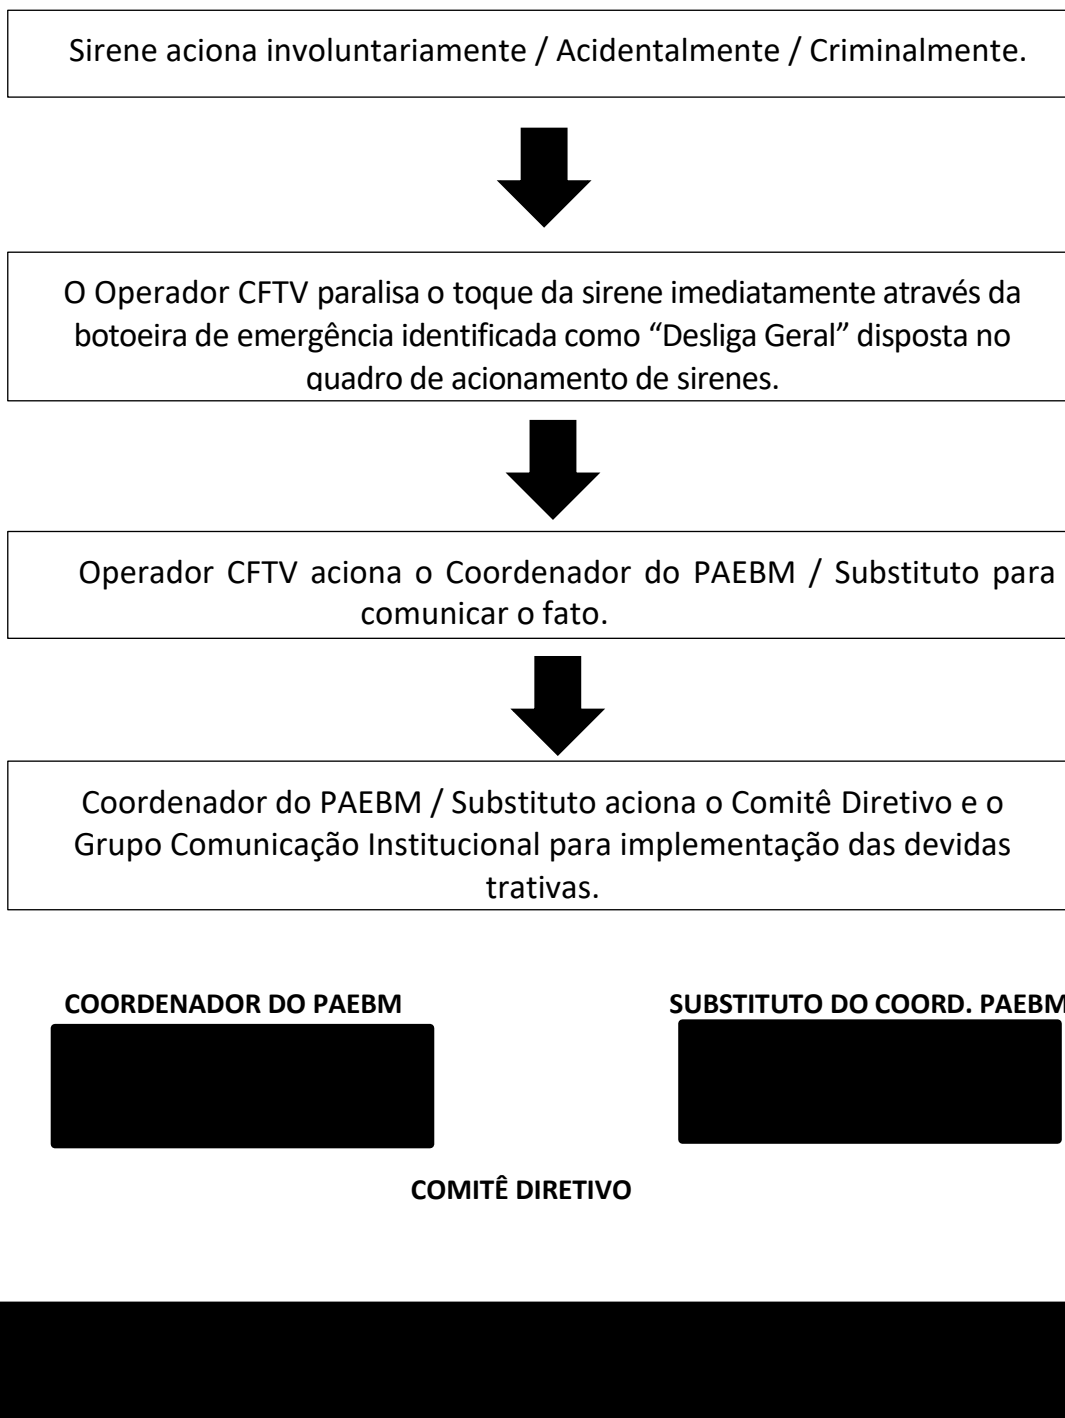 Sirene aciona involuntariamente / Acidentalmente / Criminalmente.
O Operador CFTV paralisa o toque da sirene imediatamente através da
botoeira de emergência identificada como “Desliga Geral” disposta no
quadro de acionamento de sirenes.
Operador CFTV aciona o Coordenador do PAEBM / Substituto para
comunicar o fato.
Coordenador do PAEBM / Substituto aciona o Comitê Diretivo e o
Grupo Comunicação Institucional para implementação das devidas
trativas.
COORDENADOR DO PAEBM
SUBSTITUTO DO COORD. PAEBM
COMITÊ DIRETIVO